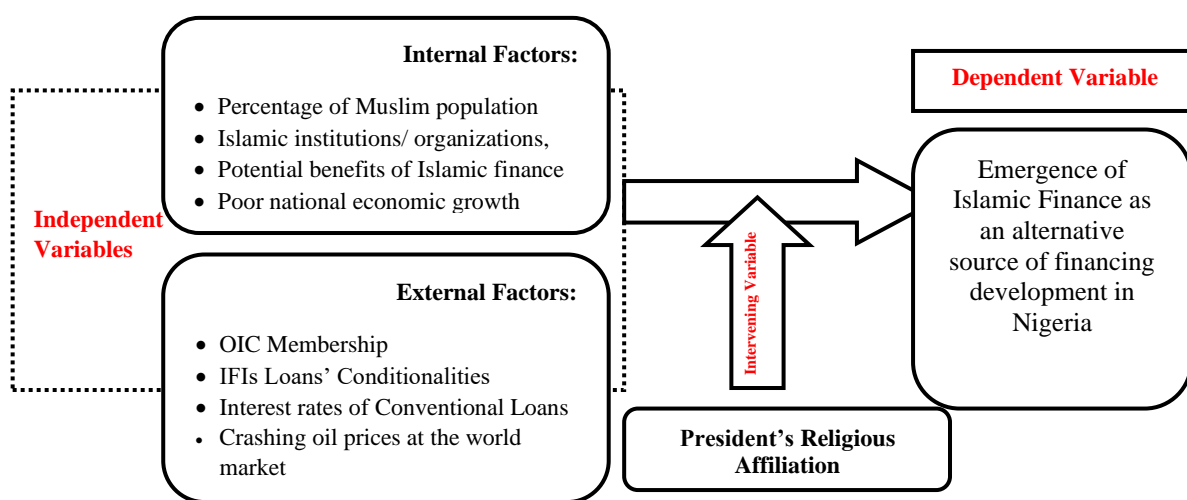 Internal Factors:
• Percentage of Muslim population
• Islamic institutions/ organizations,
• Potential benefits of Islamic finance
• Poor national economic growth
Independent
Variables
External Factors:
• OIC Membership
• IFIs Loans’ Conditionalities
• Interest rates of Conventional Loans
• Crashing oil prices at the world
market
Intervening Variable
President’s Religious
Affiliation
Dependent Variable
Emergence of
Islamic Finance as
an alternative
source of financing
development in
Nigeria